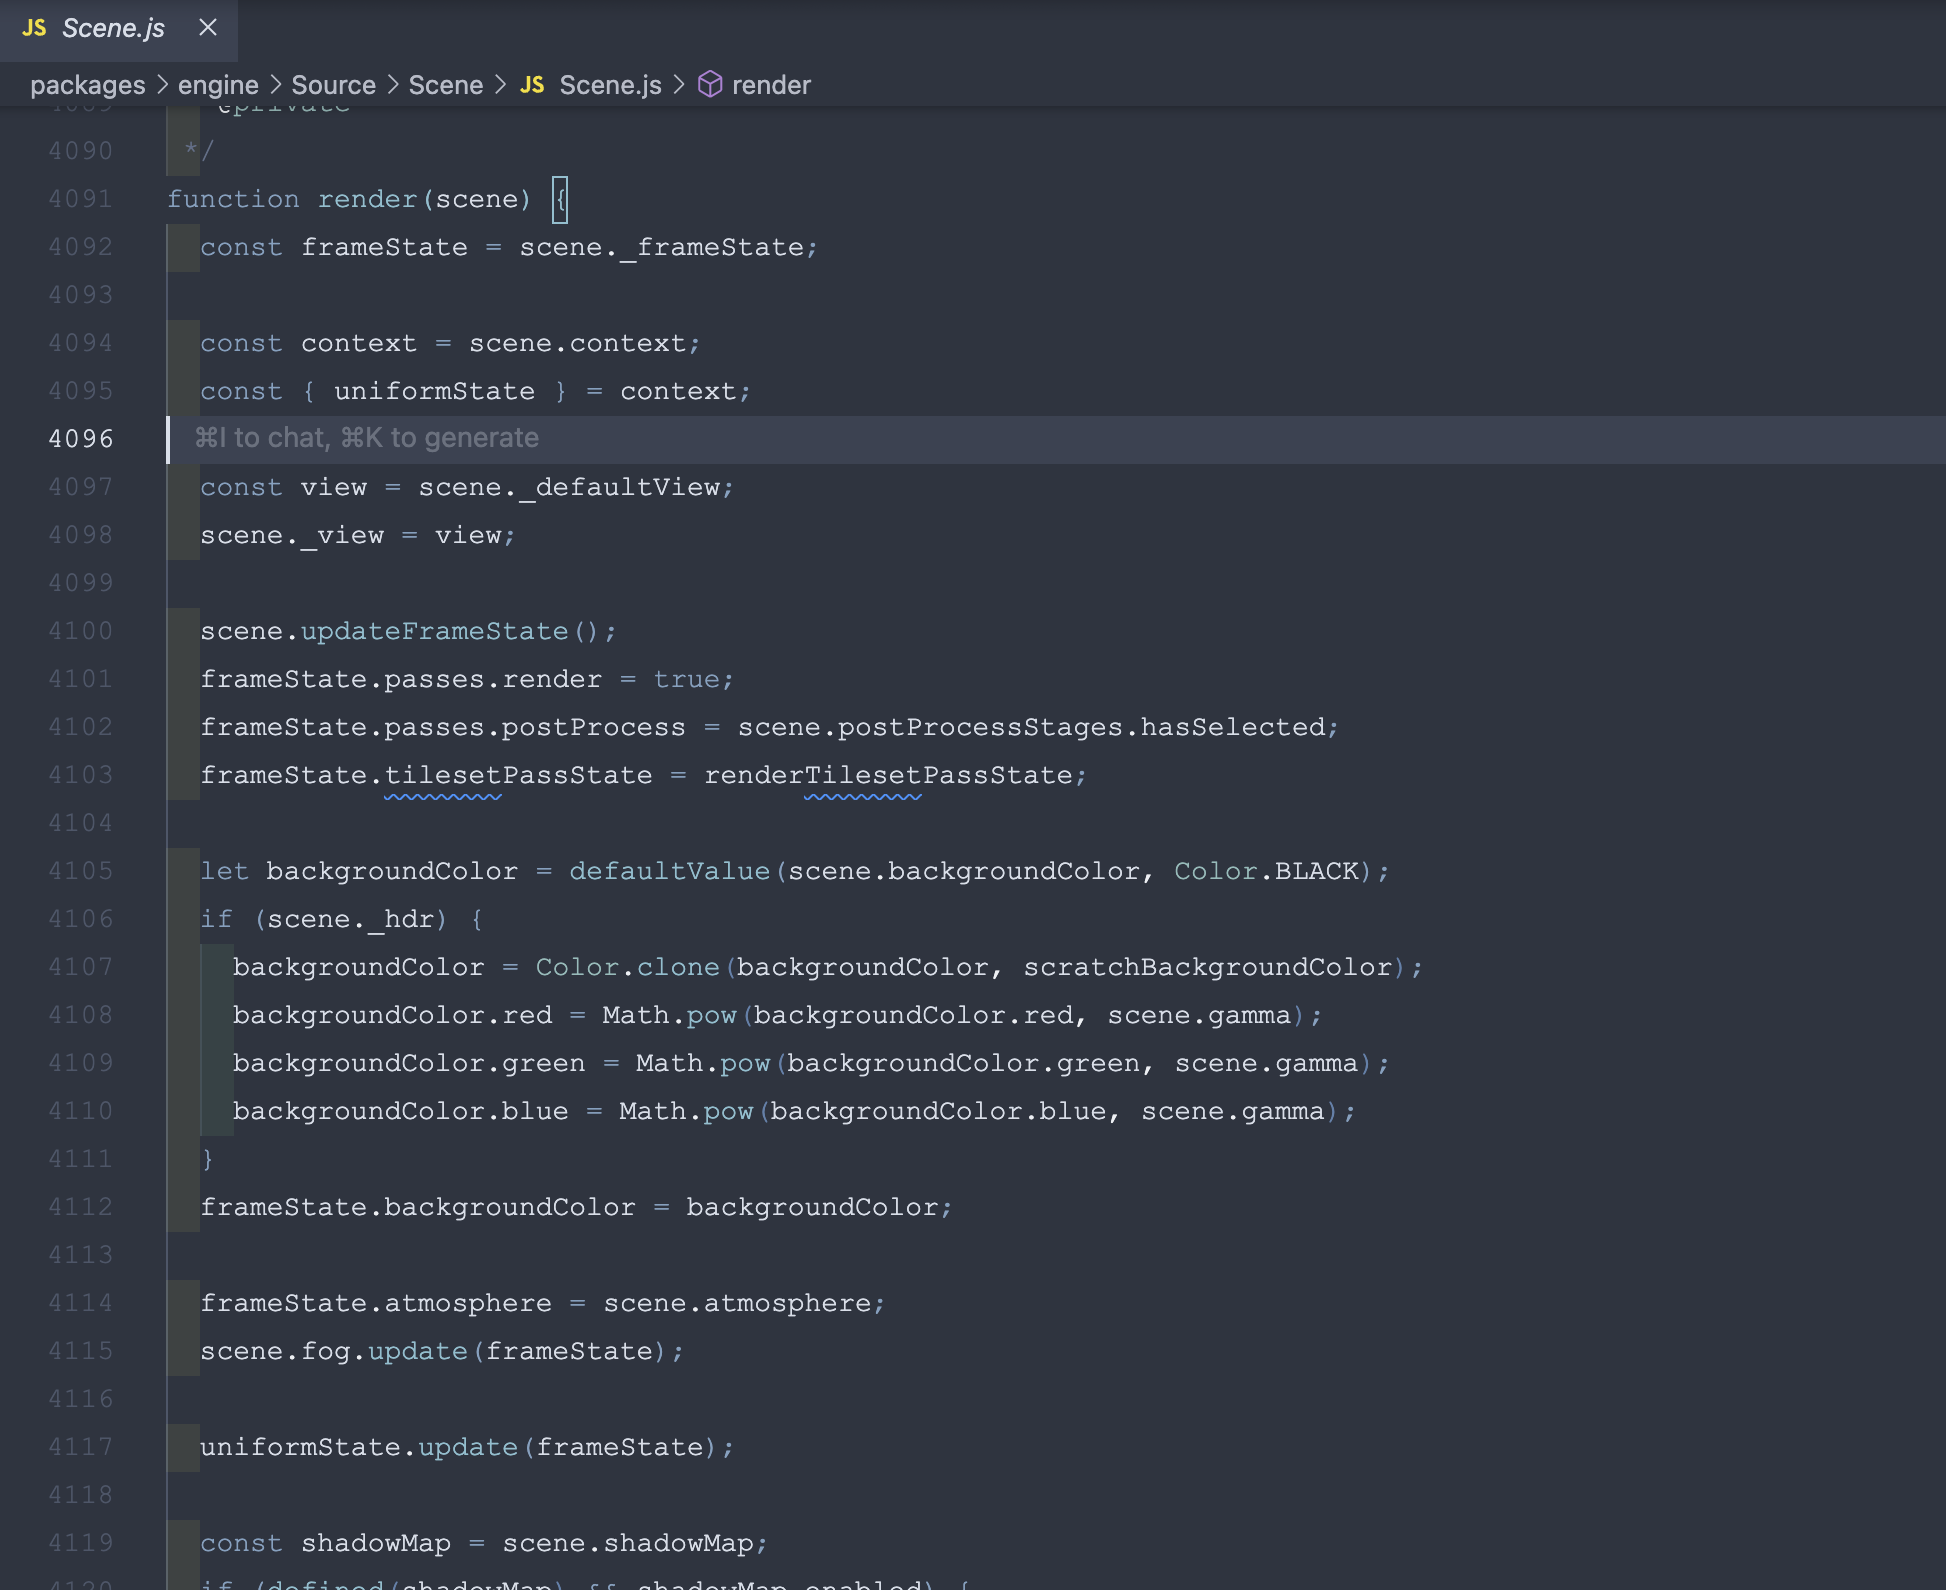 JS Scene.js ×
packages > engine > Source > Scene > JS Scene.js > render
4089 @private
4090 */
4091 function render(scene) {
4092 const frameState = scene._frameState;
4093
4094 const context = scene.context;
4095 const { uniformState } = context;
4096 ⌘I to chat, ⌘K to generate
4097 const view = scene._defaultView;
4098 scene._view = view;
4099
4100 scene.updateFrameState();
4101 frameState.passes.render = true;
4102 frameState.passes.postProcess = scene.postProcessStages.hasSelected;
4103 frameState.tilesetPassState = renderTilesetPassState;
4104
4105 let backgroundColor = defaultValue(scene.backgroundColor, Color.BLACK);
4106 if (scene._hdr) {
4107 backgroundColor = Color.clone(backgroundColor, scratchBackgroundColor);
4108 backgroundColor.red = Math.pow(backgroundColor.red, scene.gamma);
4109 backgroundColor.green = Math.pow(backgroundColor.green, scene.gamma);
4110 backgroundColor.blue = Math.pow(backgroundColor.blue, scene.gamma);
4111 }
4112 frameState.backgroundColor = backgroundColor;
4113
4114 frameState.atmosphere = scene.atmosphere;
4115 scene.fog.update(frameState);
4116
4117 uniformState.update(frameState);
4118
4119 const shadowMap = scene.shadowMap;
4120 if (defined(shadowMap) && shadowMap.enabled) {